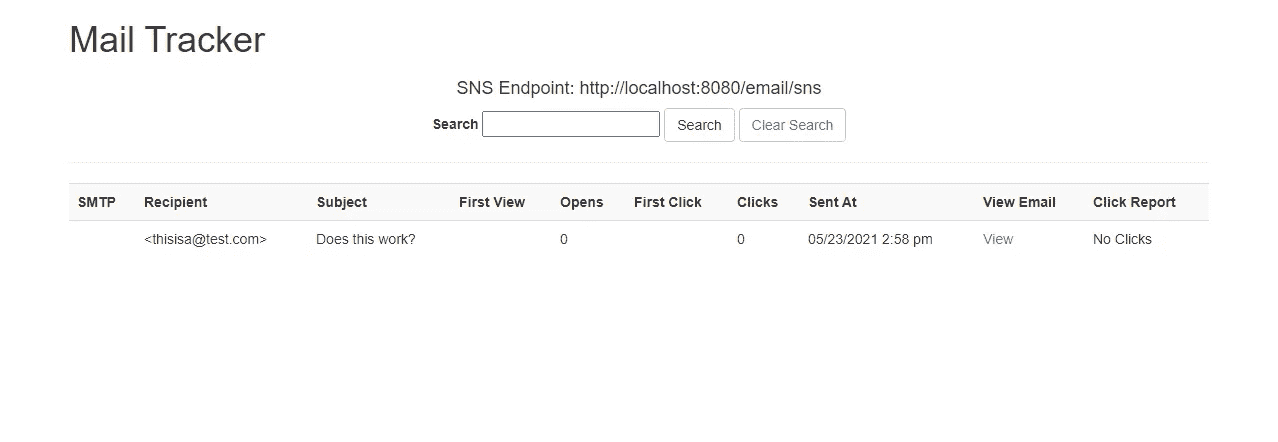 Mail Tracker
SNS Endpoint: http://localhost:8080/email/sns
Search Search Clear Search
SMTP Recipient Subject First View Opens First Click Clicks Sent At View Email Click Report
<thisisa@test.com> Does this work? 0 0 05/23/2021 2:58 pm View No Clicks